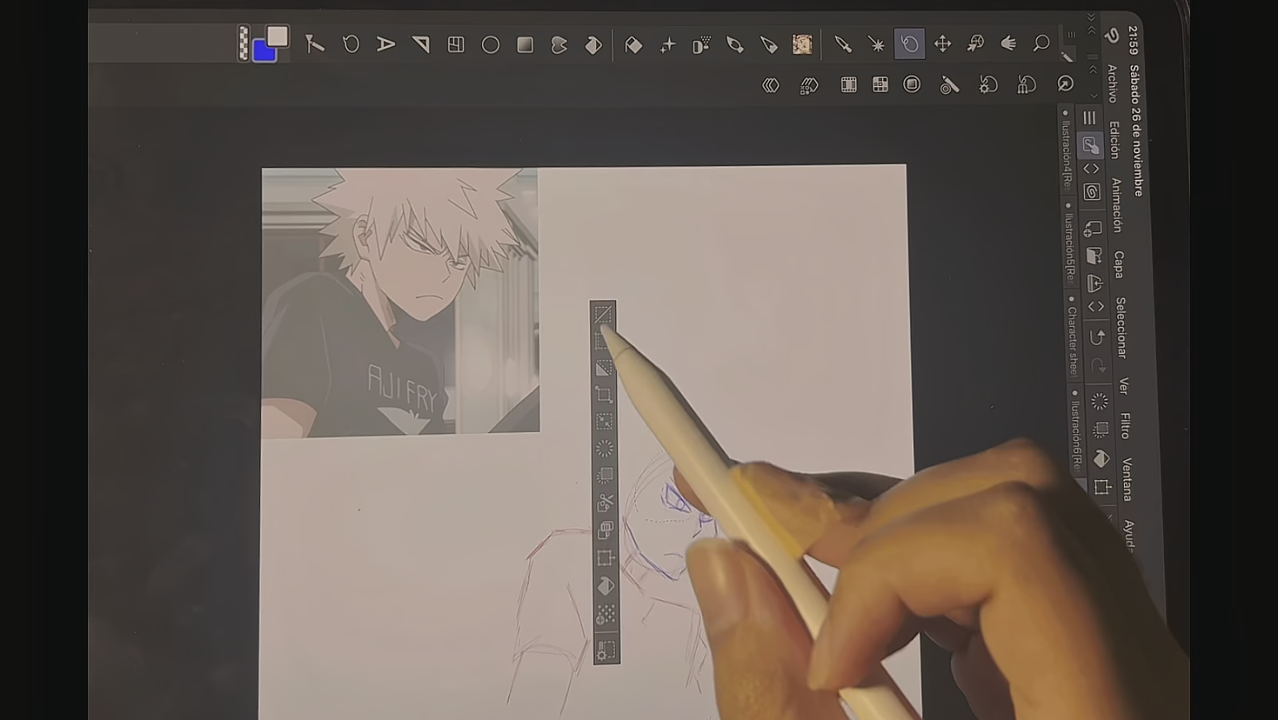 21:59 Sábado 26 de noviembre
Archivo Edición Animación Capa Seleccionar Ver Filtro Ventana Ayud
Ilustración4[Re
Ilustración5[Re
Character shee
Ilustración6[Re
A
AJI FRY